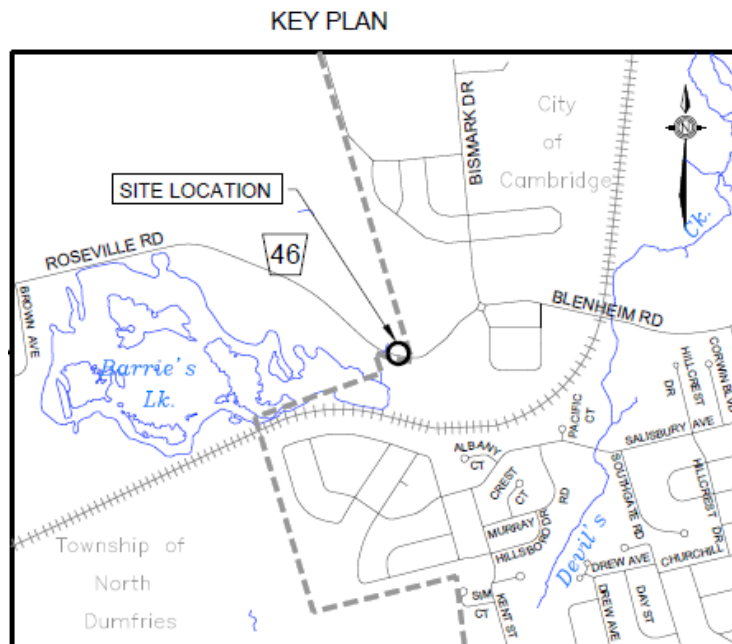 KEY PLAN
City
of
Cambridge
BISMARK DR
N
SITE LOCATION
ROSEVILLE RD
46
BROWN AVE
Barrie's
Lk.
BLENHEIM RD
Ck.
Devil's
HILLCREST
DR
CORWIN BLVD
PACIFIC
CT
SALISBURY AVE
ALBANY
CT
CREST
CT
RD
SOUTHGATE RD
HILLCREST DR
MURRAY
HILLSBORO DR
Township of
North
Dumfries
DREW AVE
CHURCHILL
SIM
CT
KENT ST
DREW AVE
DAY ST